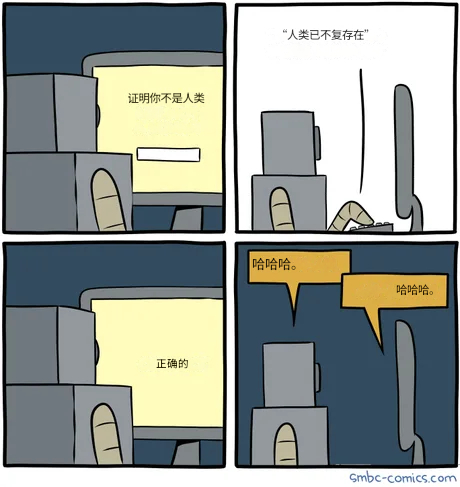 证明你不是人类
“人类已不复存在”
正确的
哈哈哈。
哈哈哈。
smbc-comics.com